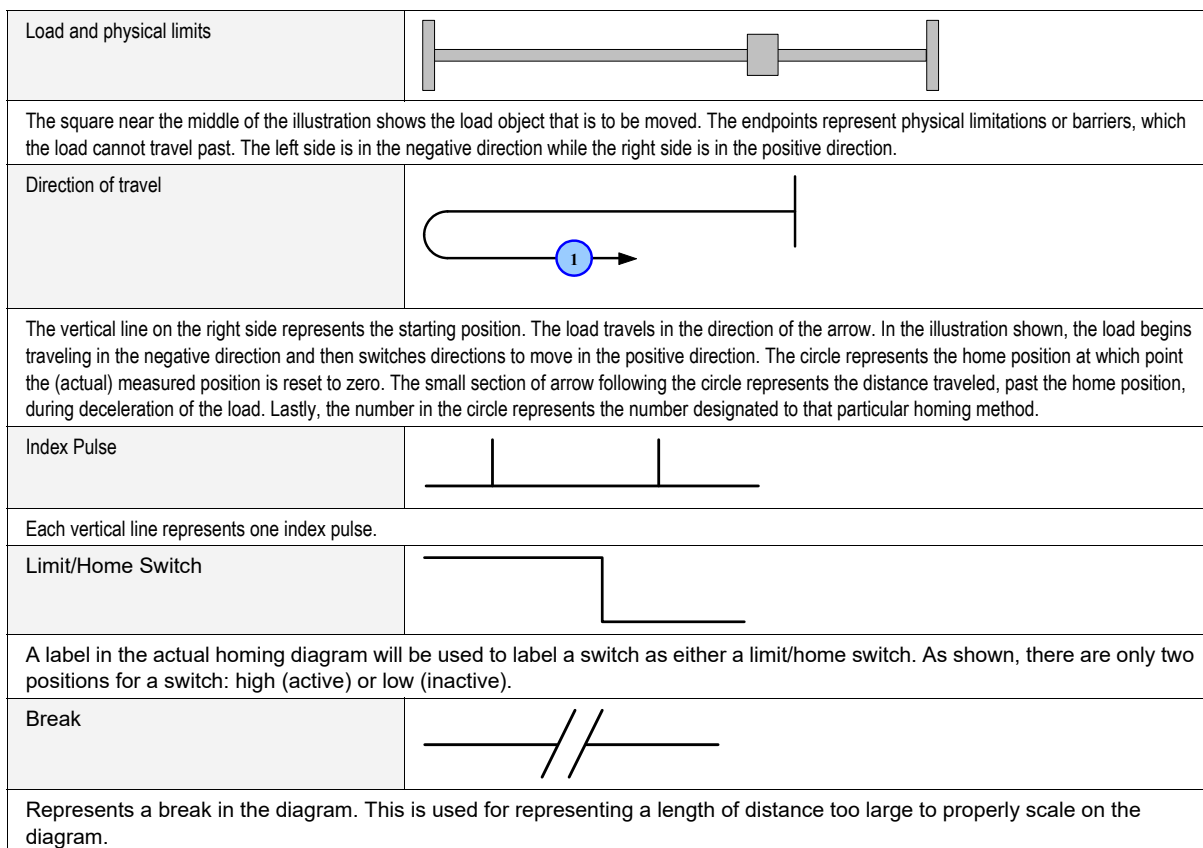 Load and physical limits
The square near the middle of the illustration shows the load object that is to be moved. The endpoints represent physical limitations or barriers, which
the load cannot travel past. The left side is in the negative direction while the right side is in the positive direction.
Direction of travel
1
The vertical line on the right side represents the starting position. The load travels in the direction of the arrow. In the illustration shown, the load begins
traveling in the negative direction and then switches directions to move in the positive direction. The circle represents the home position at which point
the (actual) measured position is reset to zero. The small section of arrow following the circle represents the distance traveled, past the home position,
during deceleration of the load. Lastly, the number in the circle represents the number designated to that particular homing method.
Index Pulse
Each vertical line represents one index pulse.
Limit/Home Switch
A label in the actual homing diagram will be used to label a switch as either a limit/home switch. As shown, there are only two
positions for a switch: high (active) or low (inactive).
Break
Represents a break in the diagram. This is used for representing a length of distance too large to properly scale on the
diagram.